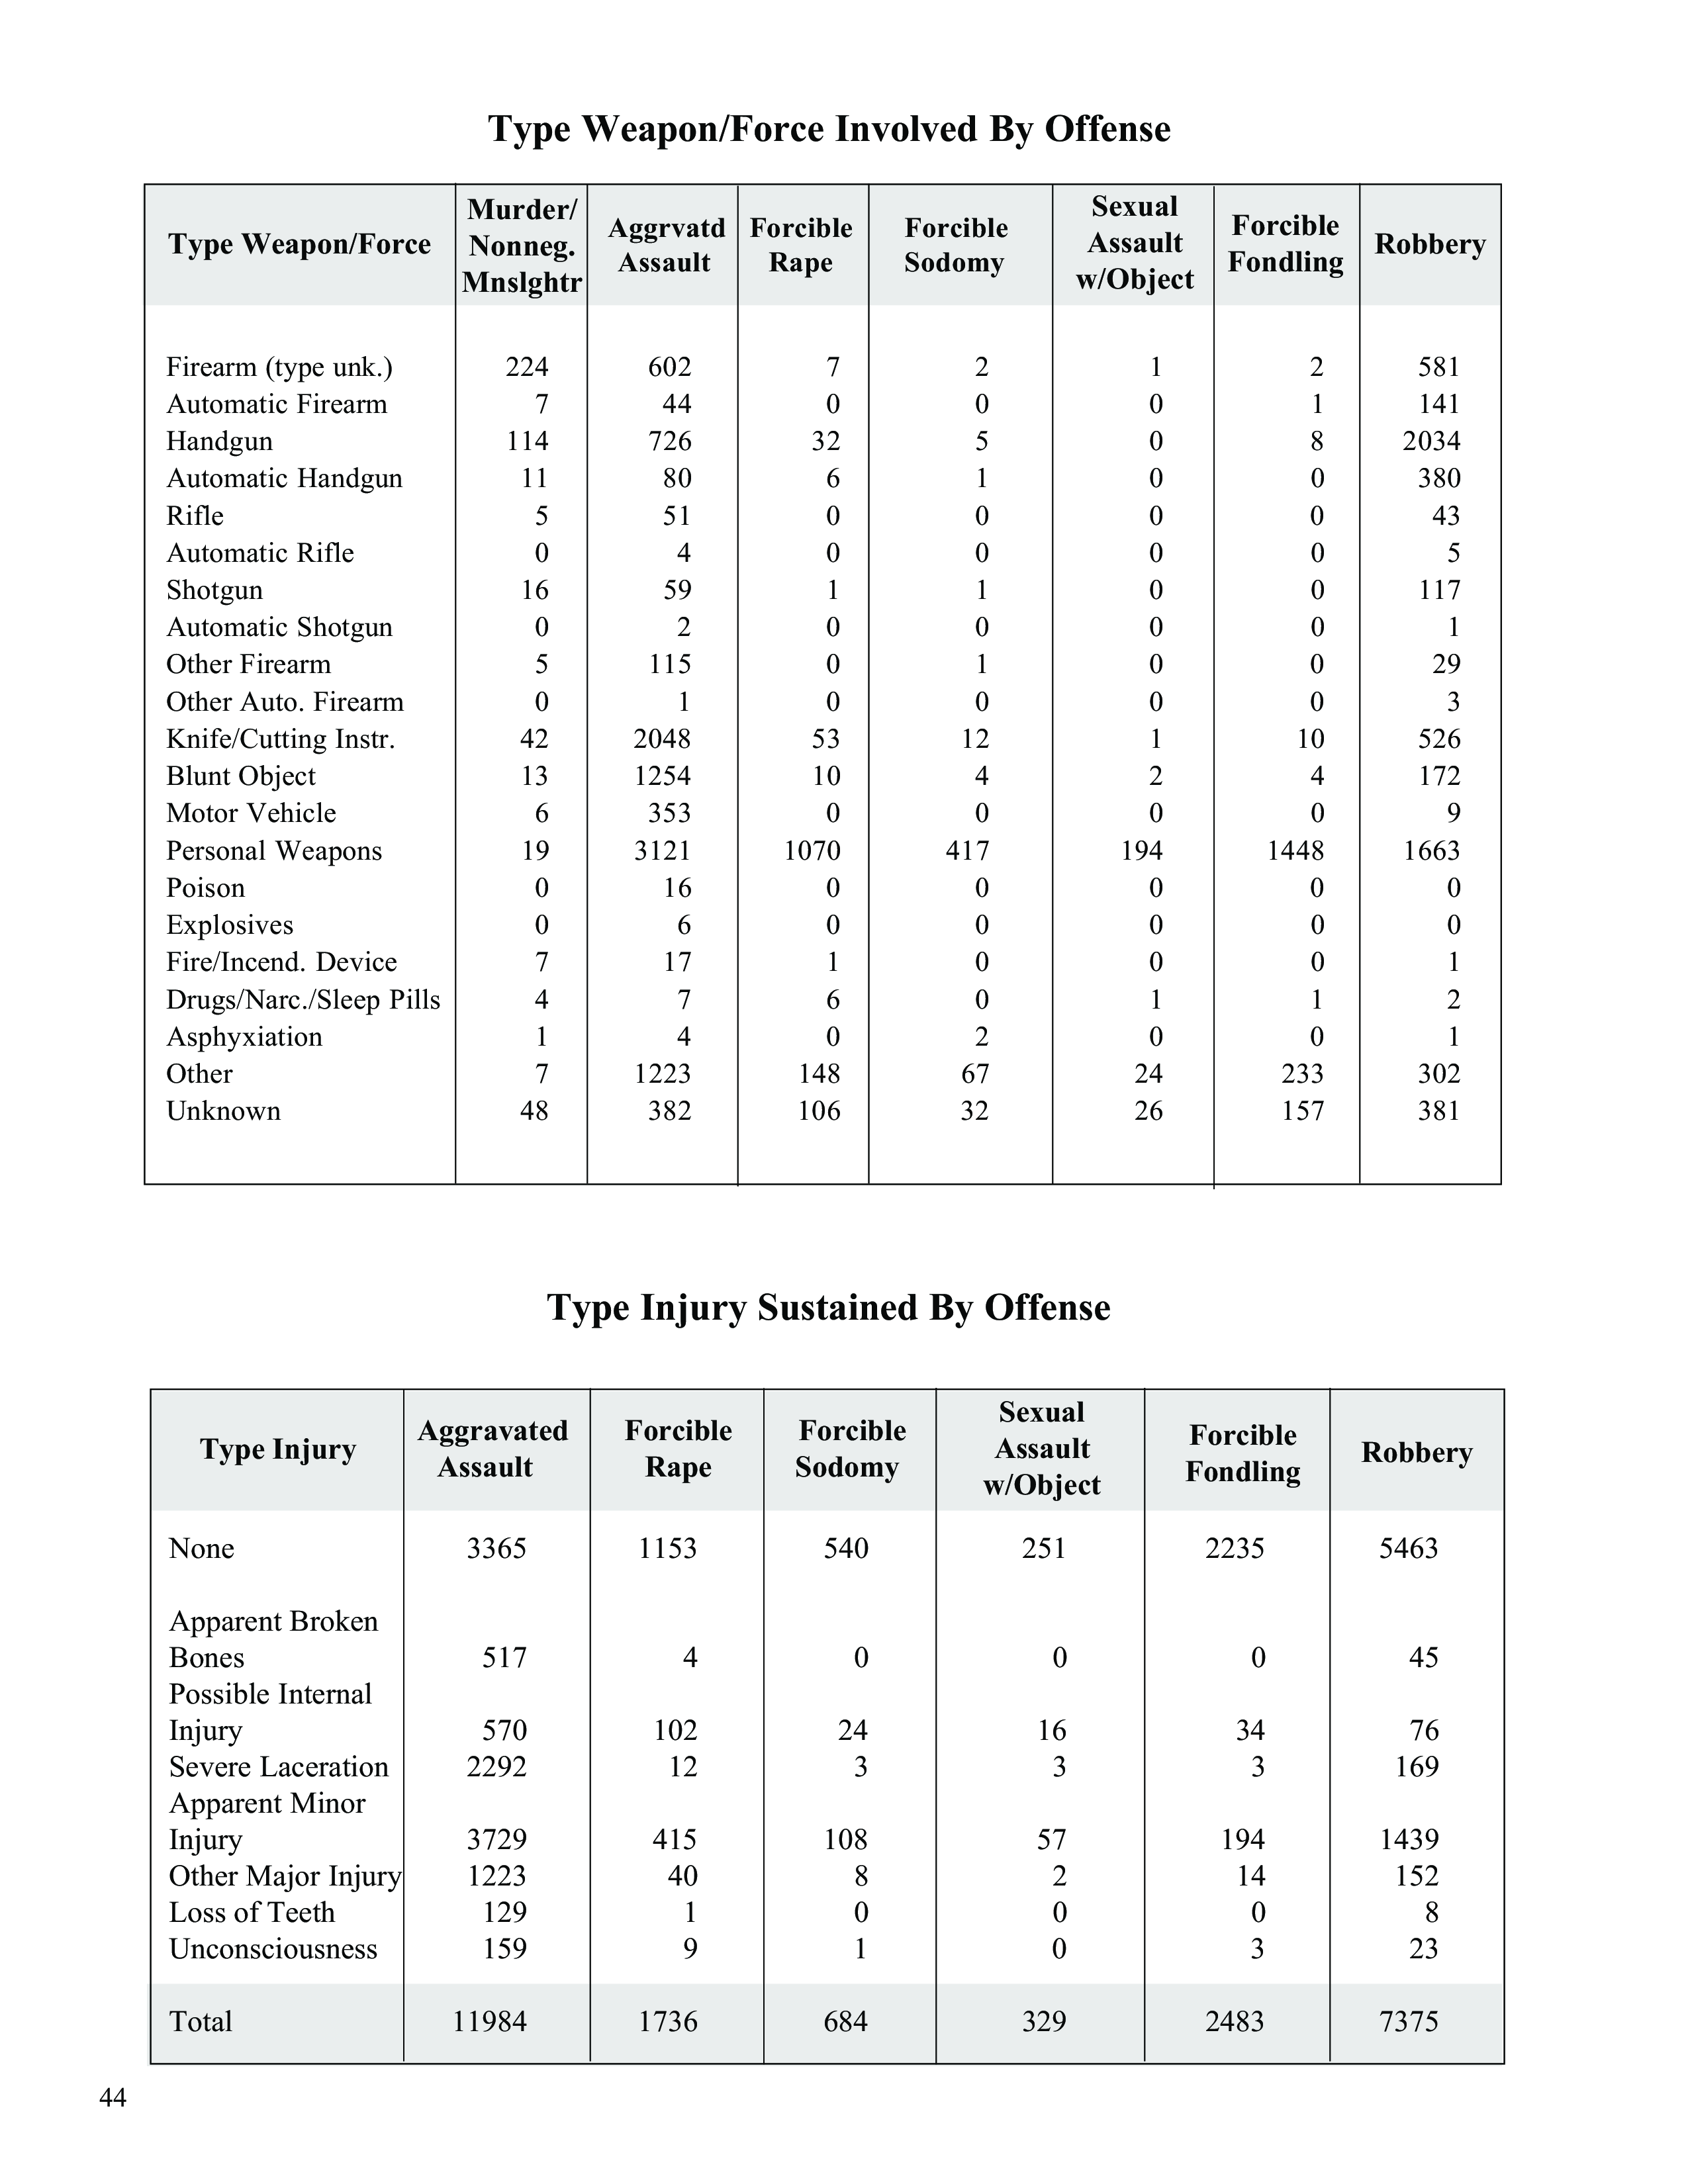 Type Weapon/Force Involved By Offense
Type Weapon/Force Murder/ Nonneg. Mnslghtr Aggrvatd Assault Forcible Rape Forcible Sodomy Sexual Assault w/Object Forcible Fondling Robbery
Firearm (type unk.) 224 602 7 2 1 2 581
Automatic Firearm 7 44 0 0 0 1 141
Handgun 114 726 32 5 0 8 2034
Automatic Handgun 11 80 6 1 0 0 380
Rifle 5 51 0 0 0 0 43
Automatic Rifle 0 4 0 0 0 0 5
Shotgun 16 59 1 1 0 0 117
Automatic Shotgun 0 2 0 0 0 0 1
Other Firearm 5 115 0 1 0 0 29
Other Auto. Firearm 0 1 0 0 0 0 3
Knife/Cutting Instr. 42 2048 53 12 1 10 526
Blunt Object 13 1254 10 4 2 4 172
Motor Vehicle 6 353 0 0 0 0 9
Personal Weapons 19 3121 1070 417 194 1448 1663
Poison 0 16 0 0 0 0 0
Explosives 0 6 0 0 0 0 0
Fire/Incend. Device 7 17 1 0 0 0 1
Drugs/Narc./Sleep Pills 4 7 6 0 1 1 2
Asphyxiation 1 4 0 2 0 0 1
Other 7 1223 148 67 24 233 302
Unknown 48 382 106 32 26 157 381
Type Injury Sustained By Offense
Type Injury Aggravated Assault Forcible Rape Forcible Sodomy Sexual Assault w/Object Forcible Fondling Robbery
None 3365 1153 540 251 2235 5463
Apparent Broken
Bones 517 4 0 0 0 45
Possible Internal
Injury 570 102 24 16 34 76
Severe Laceration 2292 12 3 3 3 169
Apparent Minor
Injury 3729 415 108 57 194 1439
Other Major Injury 1223 40 8 2 14 152
Loss of Teeth 129 1 0 0 0 8
Unconsciousness 159 9 1 0 3 23
Total 11984 1736 684 329 2483 7375
44